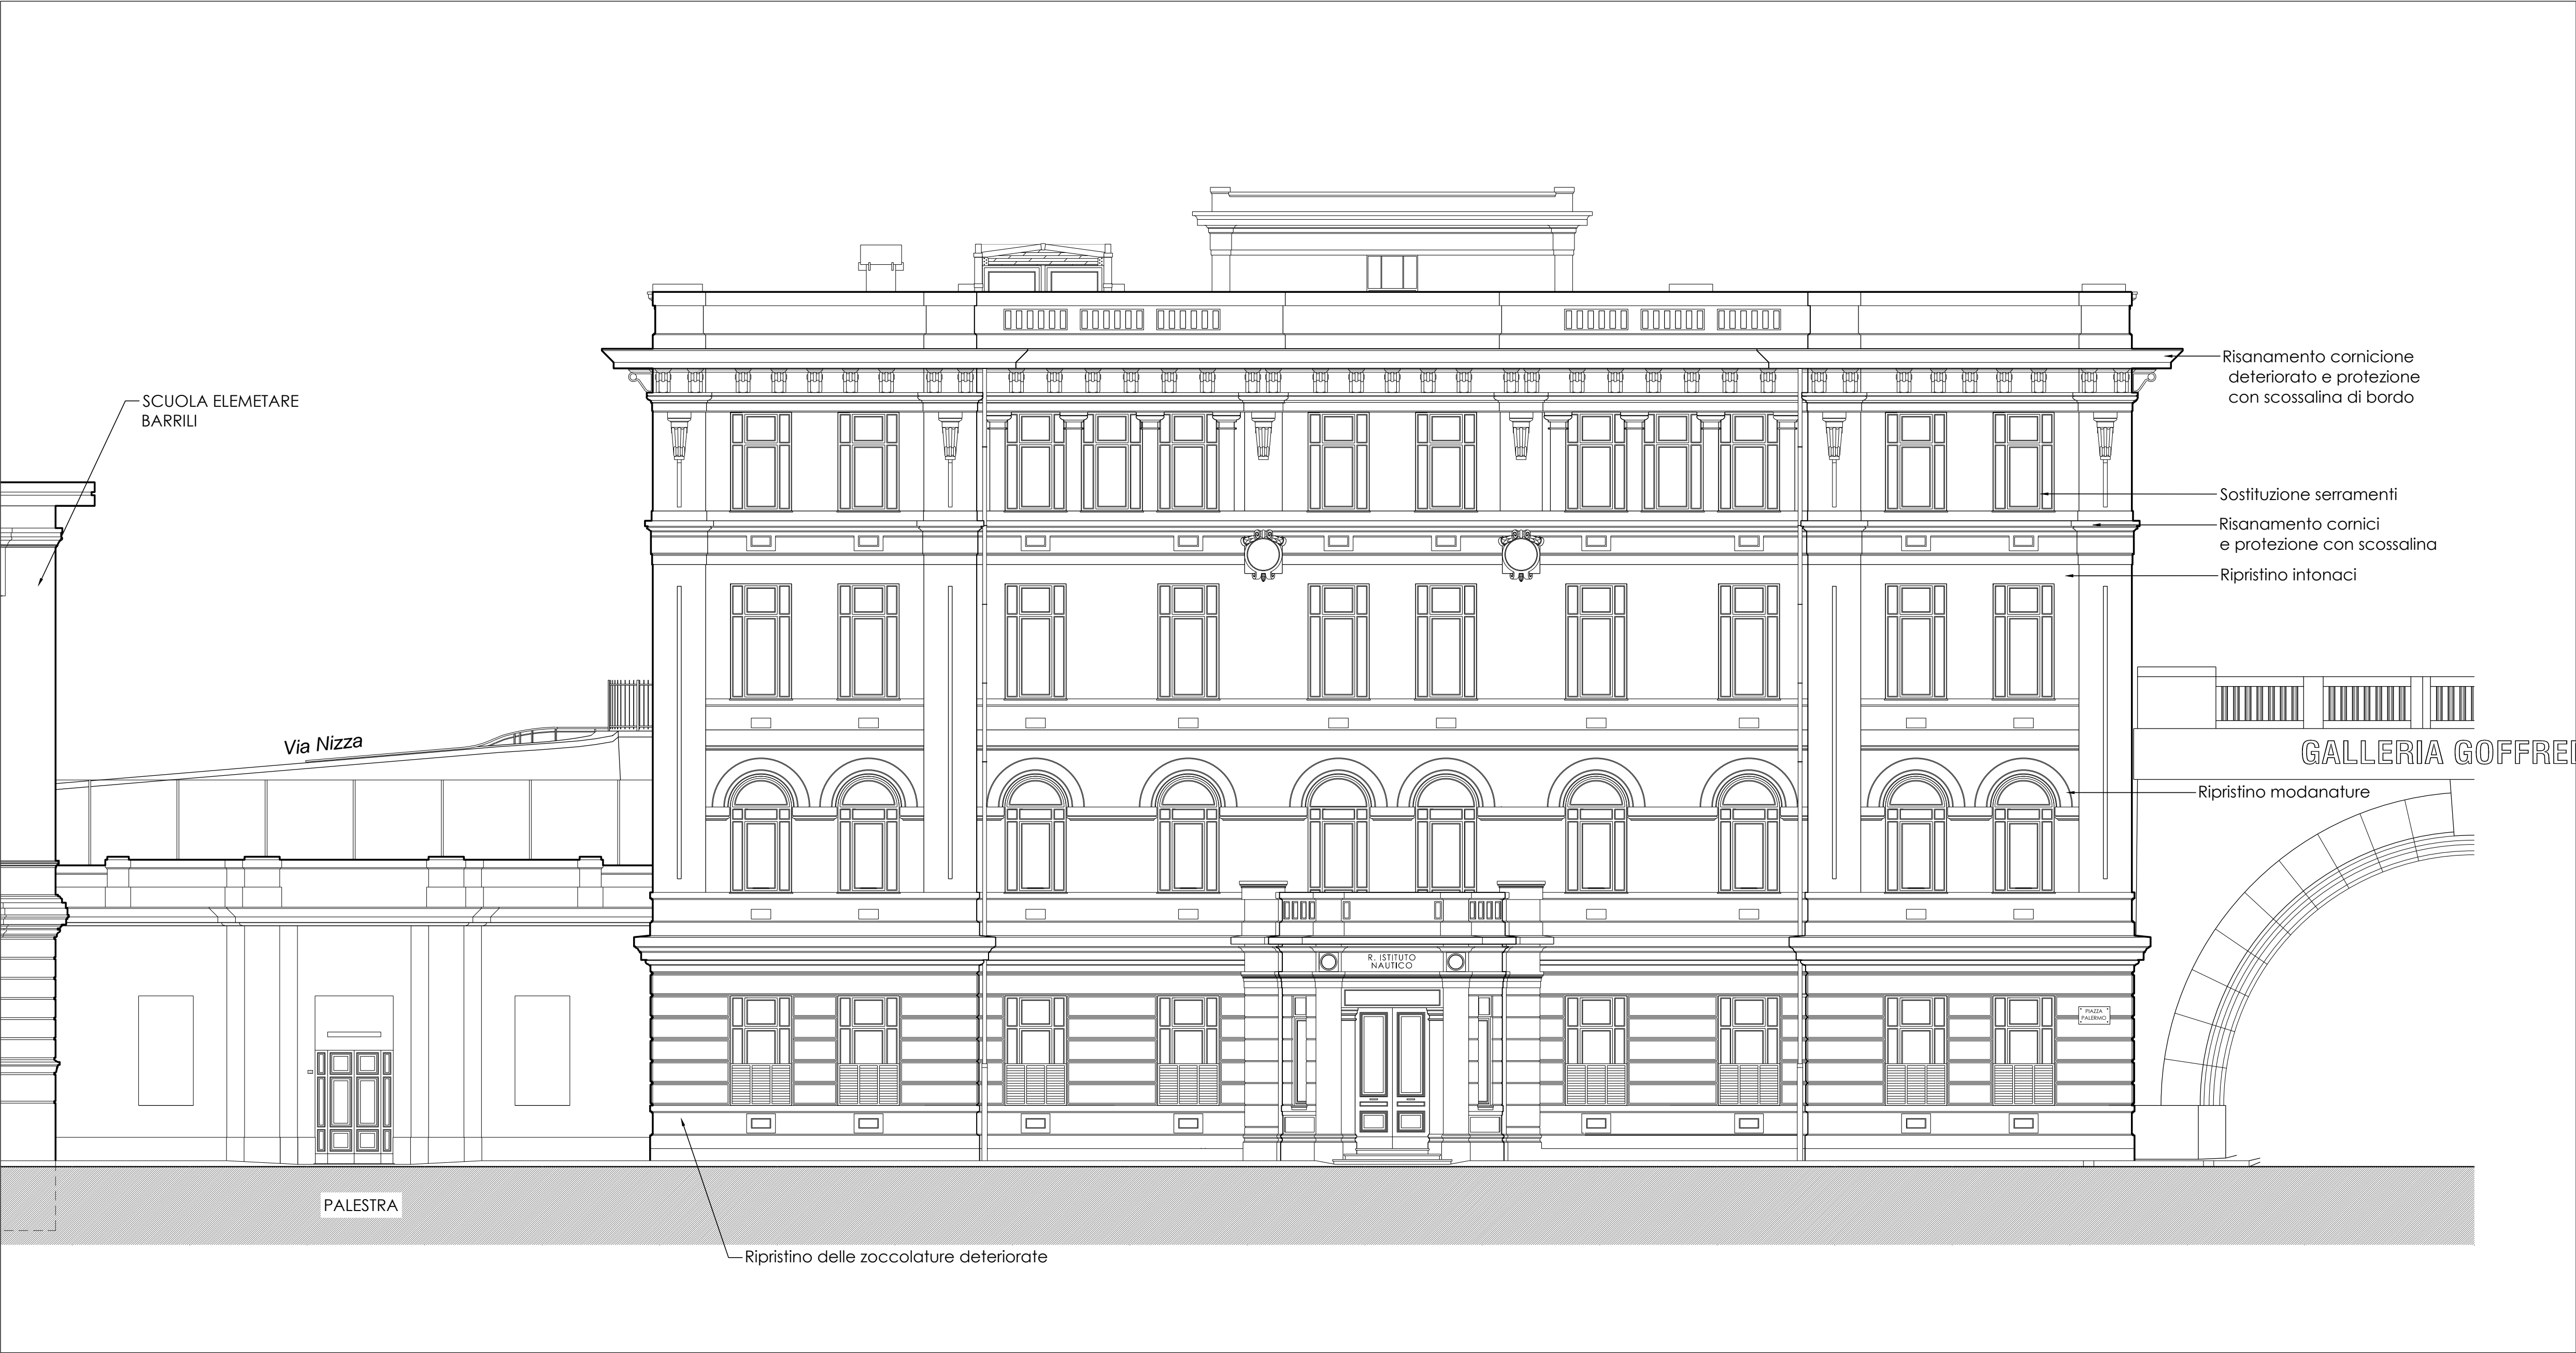 Risanamento cornicione
deteriorato e protezione
con scossalina di bordo
SCUOLA ELEMETARE
BARRILI
Sostituzione serramenti
Risanamento cornici
e protezione con scossalina
Ripristino intonaci
Via Nizza
GALLERIA GOFFRED
Ripristino modanature
R. ISTITUTO
NAUTICO
PIAZZA
PALERMO
PALESTRA
Ripristino delle zoccolature deteriorate